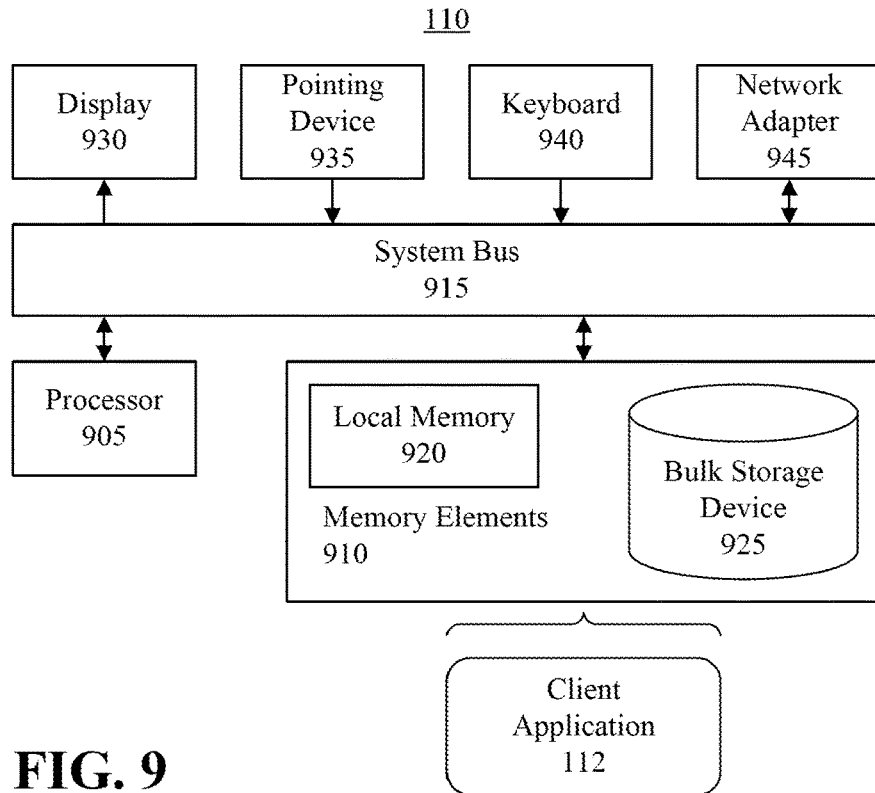 110
Display
930
Pointing
Device
935
Keyboard
940
Network
Adapter
945
System Bus
915
Processor
905
Local Memory
920
Memory Elements
910
Bulk Storage
Device
925
Client
Application
112
FIG. 9